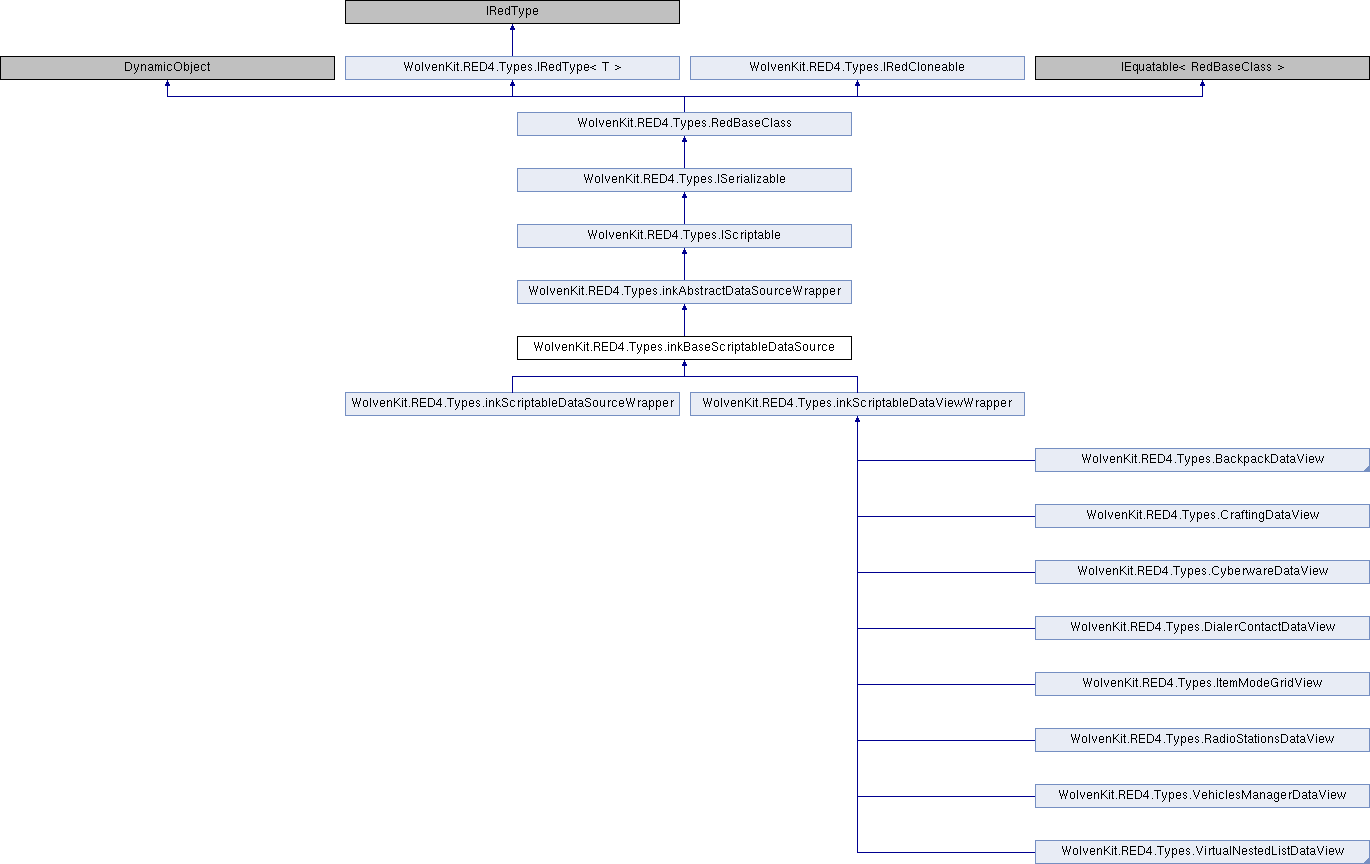 IRedType
DynamicObject
WolvenKit.RED4.Types.IRedType< T >
WolvenKit.RED4.Types.IRedCloneable
IEquatable< RedBaseClass >
WolvenKit.RED4.Types.RedBaseClass
WolvenKit.RED4.Types.ISerializable
WolvenKit.RED4.Types.IScriptable
WolvenKit.RED4.Types.inkAbstractDataSourceWrapper
WolvenKit.RED4.Types.inkBaseScriptableDataSource
WolvenKit.RED4.Types.inkScriptableDataSourceWrapper
WolvenKit.RED4.Types.inkScriptableDataViewWrapper
WolvenKit.RED4.Types.BackpackDataView
WolvenKit.RED4.Types.CraftingDataView
WolvenKit.RED4.Types.CyberwareDataView
WolvenKit.RED4.Types.DialerContactDataView
WolvenKit.RED4.Types.ItemModeGridView
WolvenKit.RED4.Types.RadioStationsDataView
WolvenKit.RED4.Types.VehiclesManagerDataView
WolvenKit.RED4.Types.VirtualNestedListDataView